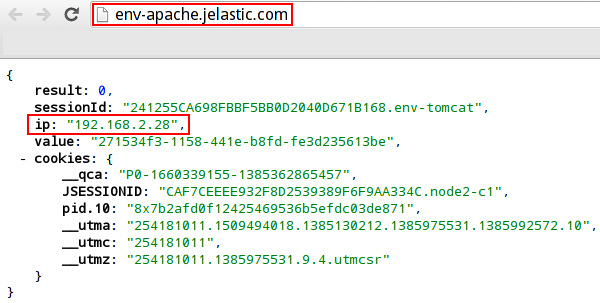 env-apache.jelastic.com
{
result: 0,
sessionId: "241255CA698FBBF5BB0D2040D671B168.env-tomcat",
ip: "192.168.2.28",
value: "271534f3-1158-441e-b8fd-fe3d235613be",
- cookies: {
__qca: "P0-1660339155-1385362865457",
JSESSIONID: "CAF7CEEEE932F8D2539389F6F9AA334C.node2-c1",
pid.10: "8x7b2afd0f12425469536b5efdc03de871",
__utma: "254181011.1509494018.1385130212.1385975531.1385992572.10",
__utmc: "254181011",
__utmz: "254181011.1385975531.9.4.utmcsr"
}
}